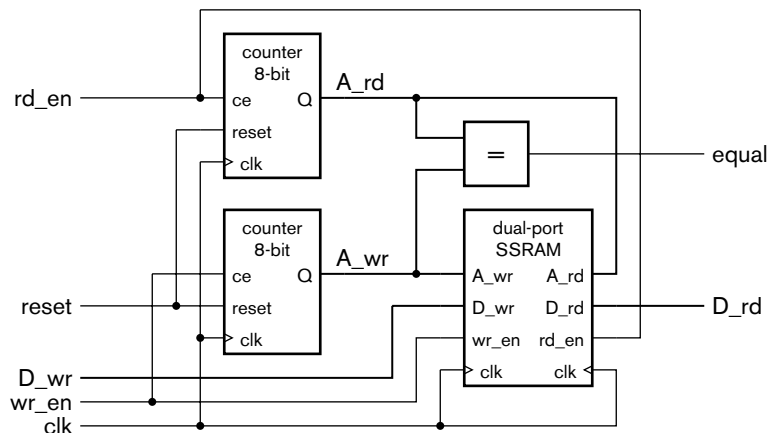 counter
8-bit
rd_en
ce
Q
A_rd
reset
clk
=
equal
counter
8-bit
ce
Q
A_wr
reset
reset
clk
dual-port
SSRAM
A_wr
A_rd
D_wr
D_rd
D_rd
wr_en
rd_en
clk
clk
D_wr
wr_en
clk